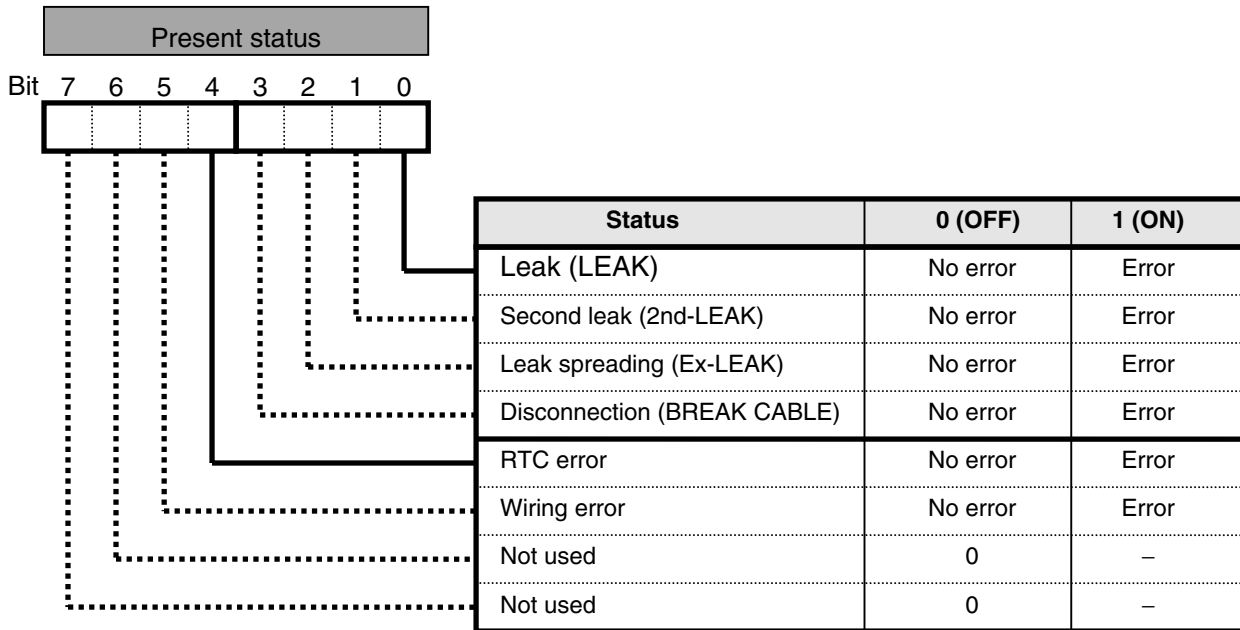 Present status
Bit 7 6 5 4 3 2 1 0
Status 0 (OFF) 1 (ON)
Leak (LEAK) No error Error
Second leak (2nd-LEAK) No error Error
Leak spreading (Ex-LEAK) No error Error
Disconnection (BREAK CABLE) No error Error
RTC error No error Error
Wiring error No error Error
Not used 0 –
Not used 0 –